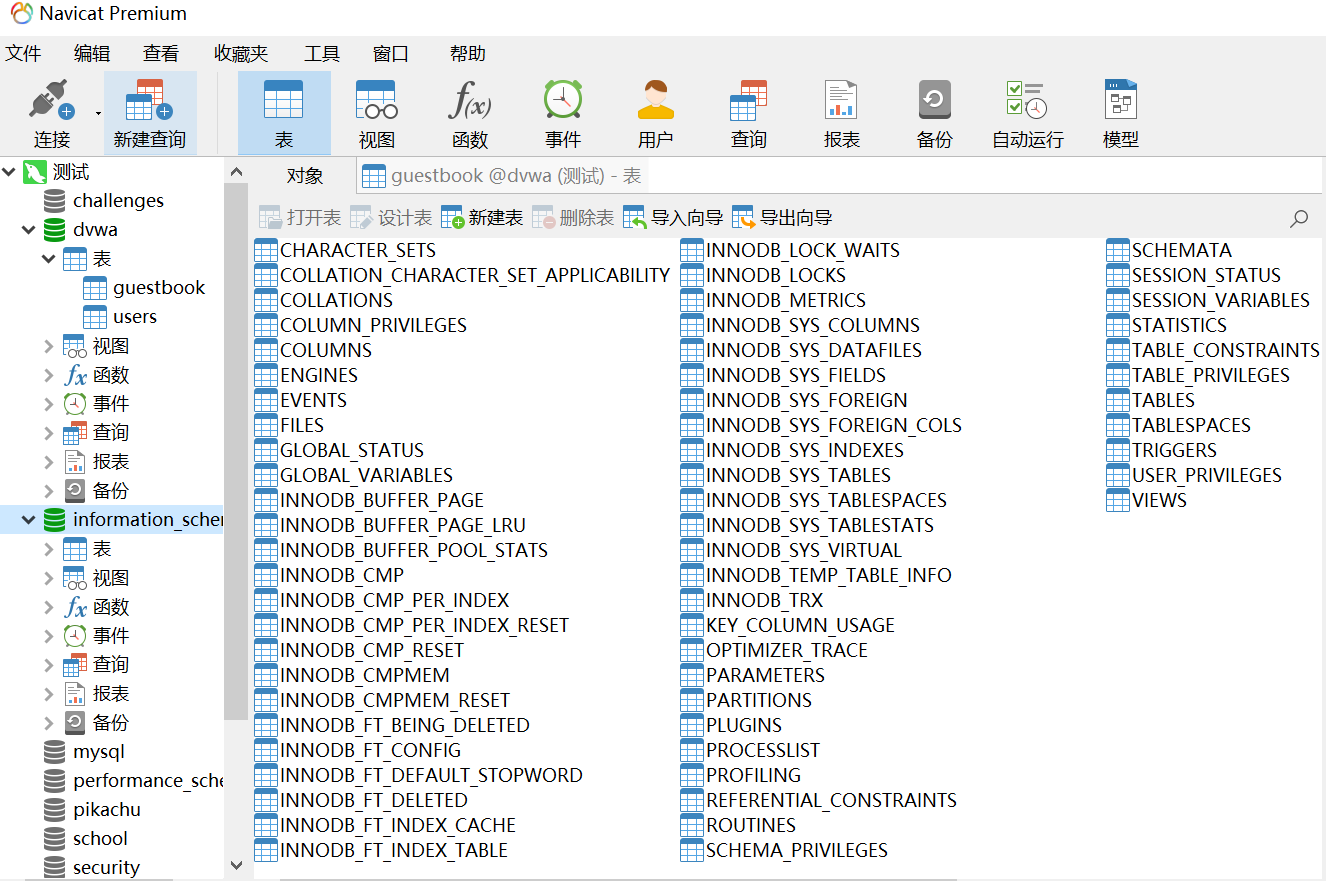 Navicat Premium
文件 编辑 查看 收藏夹 工具 窗口 帮助
连接 新建查询 表 视图 函数 事件 用户 查询 报表 备份 自动运行 模型
对象 guestbook @dvwa (测试) - 表
打开表 设计表 新建表 删除表 导入向导 导出向导
测试
challenges
dvwa
表
guestbook
users
视图
函数
事件
查询
报表
备份
information_scher
表
视图
函数
事件
查询
报表
备份
mysql
performance_sche
pikachu
school
security
CHARACTER_SETS
COLLATION_CHARACTER_SET_APPLICABILITY
COLLATIONS
COLUMN_PRIVILEGES
COLUMNS
ENGINES
EVENTS
FILES
GLOBAL_STATUS
GLOBAL_VARIABLES
INNODB_BUFFER_PAGE
INNODB_BUFFER_PAGE_LRU
INNODB_BUFFER_POOL_STATS
INNODB_CMP
INNODB_CMP_PER_INDEX
INNODB_CMP_PER_INDEX_RESET
INNODB_CMP_RESET
INNODB_CMPMEM
INNODB_CMPMEM_RESET
INNODB_FT_BEING_DELETED
INNODB_FT_CONFIG
INNODB_FT_DEFAULT_STOPWORD
INNODB_FT_DELETED
INNODB_FT_INDEX_CACHE
INNODB_FT_INDEX_TABLE
INNODB_LOCK_WAITS
INNODB_LOCKS
INNODB_METRICS
INNODB_SYS_COLUMNS
INNODB_SYS_DATAFILES
INNODB_SYS_FIELDS
INNODB_SYS_FOREIGN
INNODB_SYS_FOREIGN_COLS
INNODB_SYS_INDEXES
INNODB_SYS_TABLES
INNODB_SYS_TABLESPACES
INNODB_SYS_TABLESTATS
INNODB_SYS_VIRTUAL
INNODB_TEMP_TABLE_INFO
INNODB_TRX
KEY_COLUMN_USAGE
OPTIMIZER_TRACE
PARAMETERS
PARTITIONS
PLUGINS
PROCESSLIST
PROFILING
REFERENTIAL_CONSTRAINTS
ROUTINES
SCHEMA_PRIVILEGES
SCHEMATA
SESSION_STATUS
SESSION_VARIABLES
STATISTICS
TABLE_CONSTRAINTS
TABLE_PRIVILEGES
TABLES
TABLESPACES
TRIGGERS
USER_PRIVILEGES
VIEWS